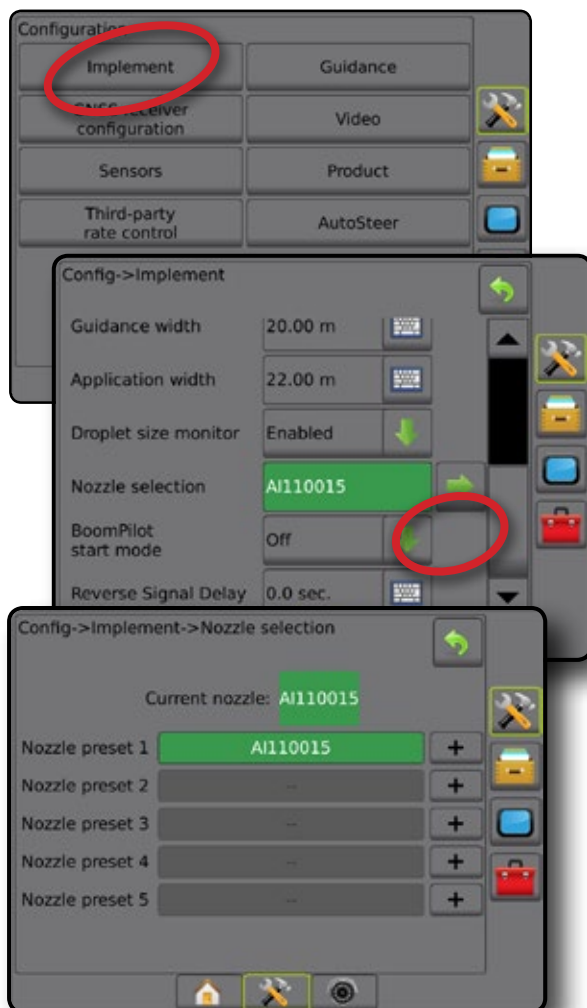 Configuration
Implement
Guidance
GNSS receiver
configuration
Video
Sensors
Product
Third-party
rate control
AutoSteer
Config->Implement
Guidance width
20.00 m
Application width
22.00 m
Droplet size monitor
Enabled
Nozzle selection
AI110015
BoomPilot
start mode
Off
Reverse Signal Delay
0.0 sec.
Config->Implement->Nozzle selection
Current nozzle: AI110015
Nozzle preset 1 AI110015 +
Nozzle preset 2 -- +
Nozzle preset 3 -- +
Nozzle preset 4 -- +
Nozzle preset 5 -- +